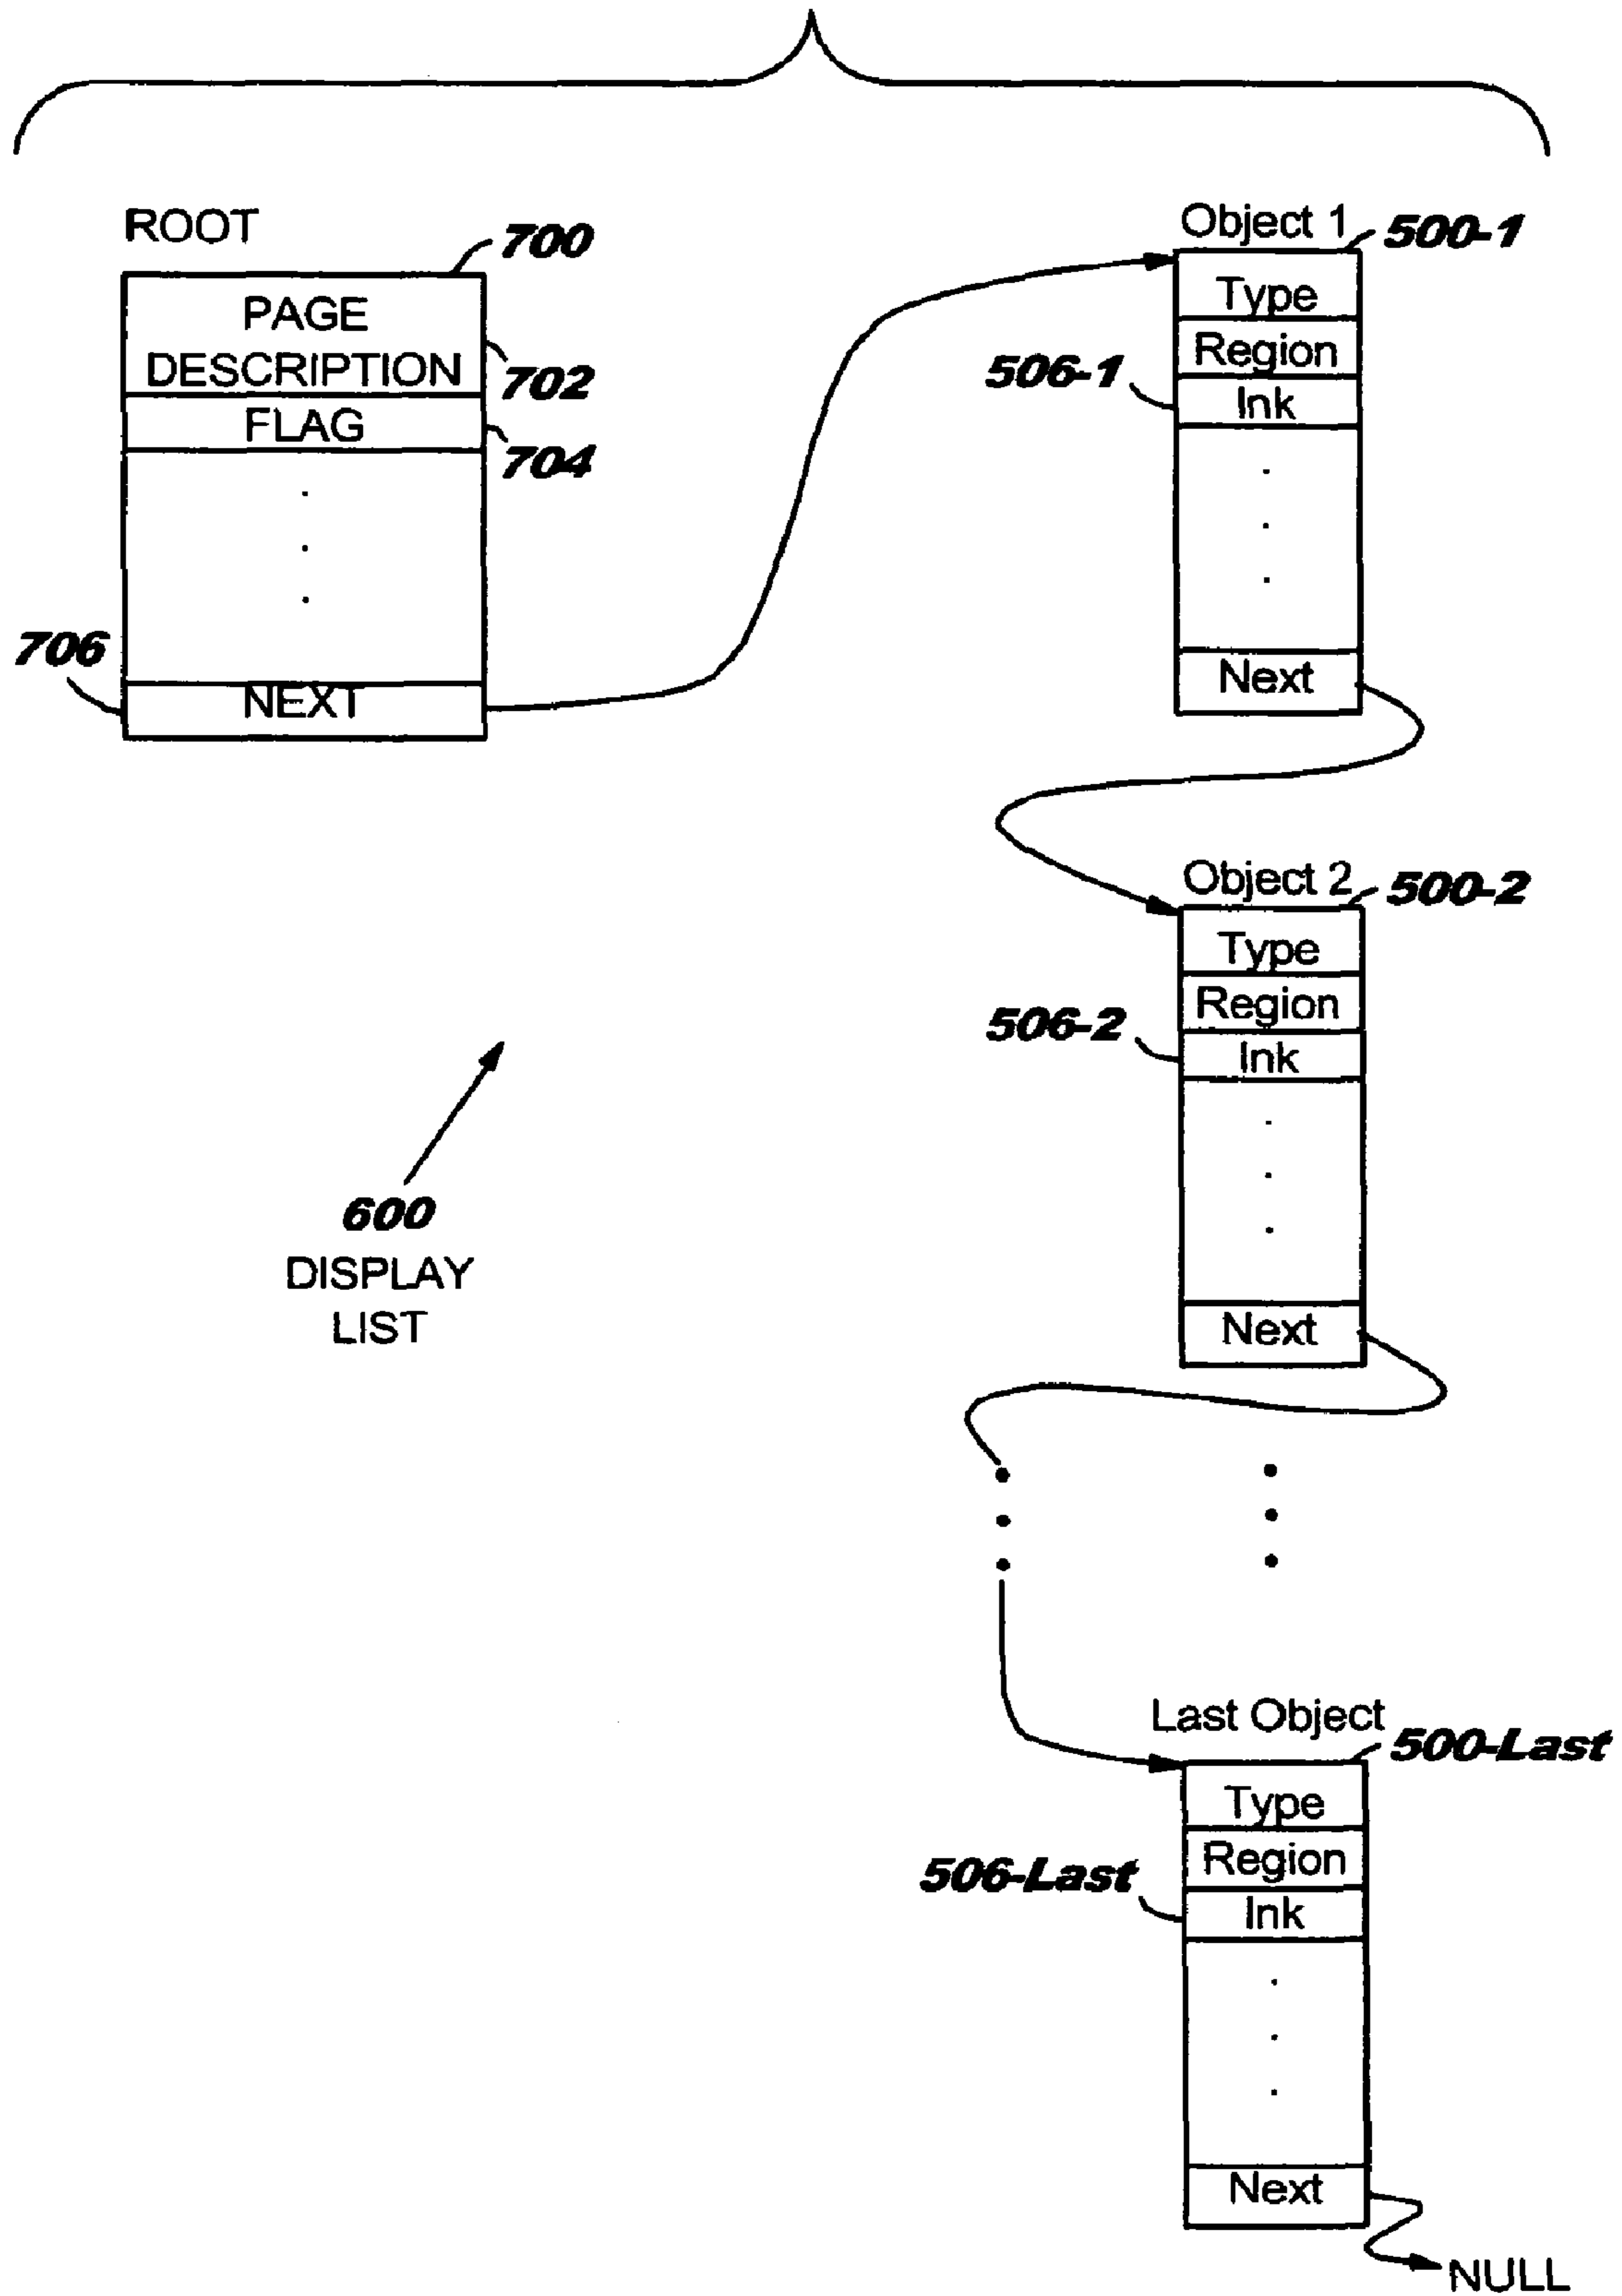 ROOT
700
PAGE
DESCRIPTION
702
FLAG
704
706
NEXT
Object 1
500-1
Type
Region
506-1
Ink
Next
Object 2
500-2
Type
Region
506-2
Ink
Next
600
DISPLAY
LIST
Last Object
500-Last
Type
Region
506-Last
Ink
Next
NULL